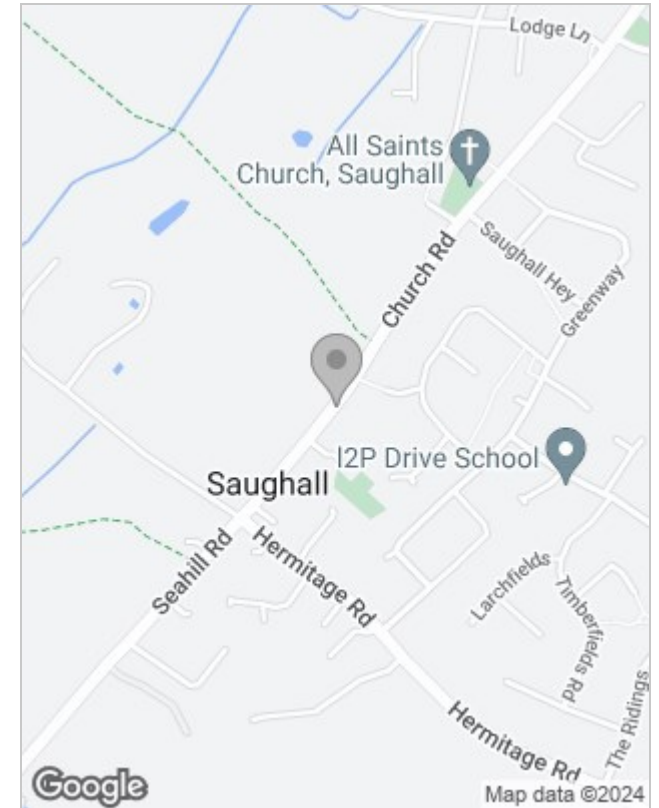 Lodge Ln
All Saints
Church, Saughall
Church Rd
Saughall Hey
Greenway
I2P Drive School
Saughall
Seahill Rd
Hermitage Rd
Larchfields
Timberfields Rd
The Ridings
Hermitage Rd
Google
Map data ©2024